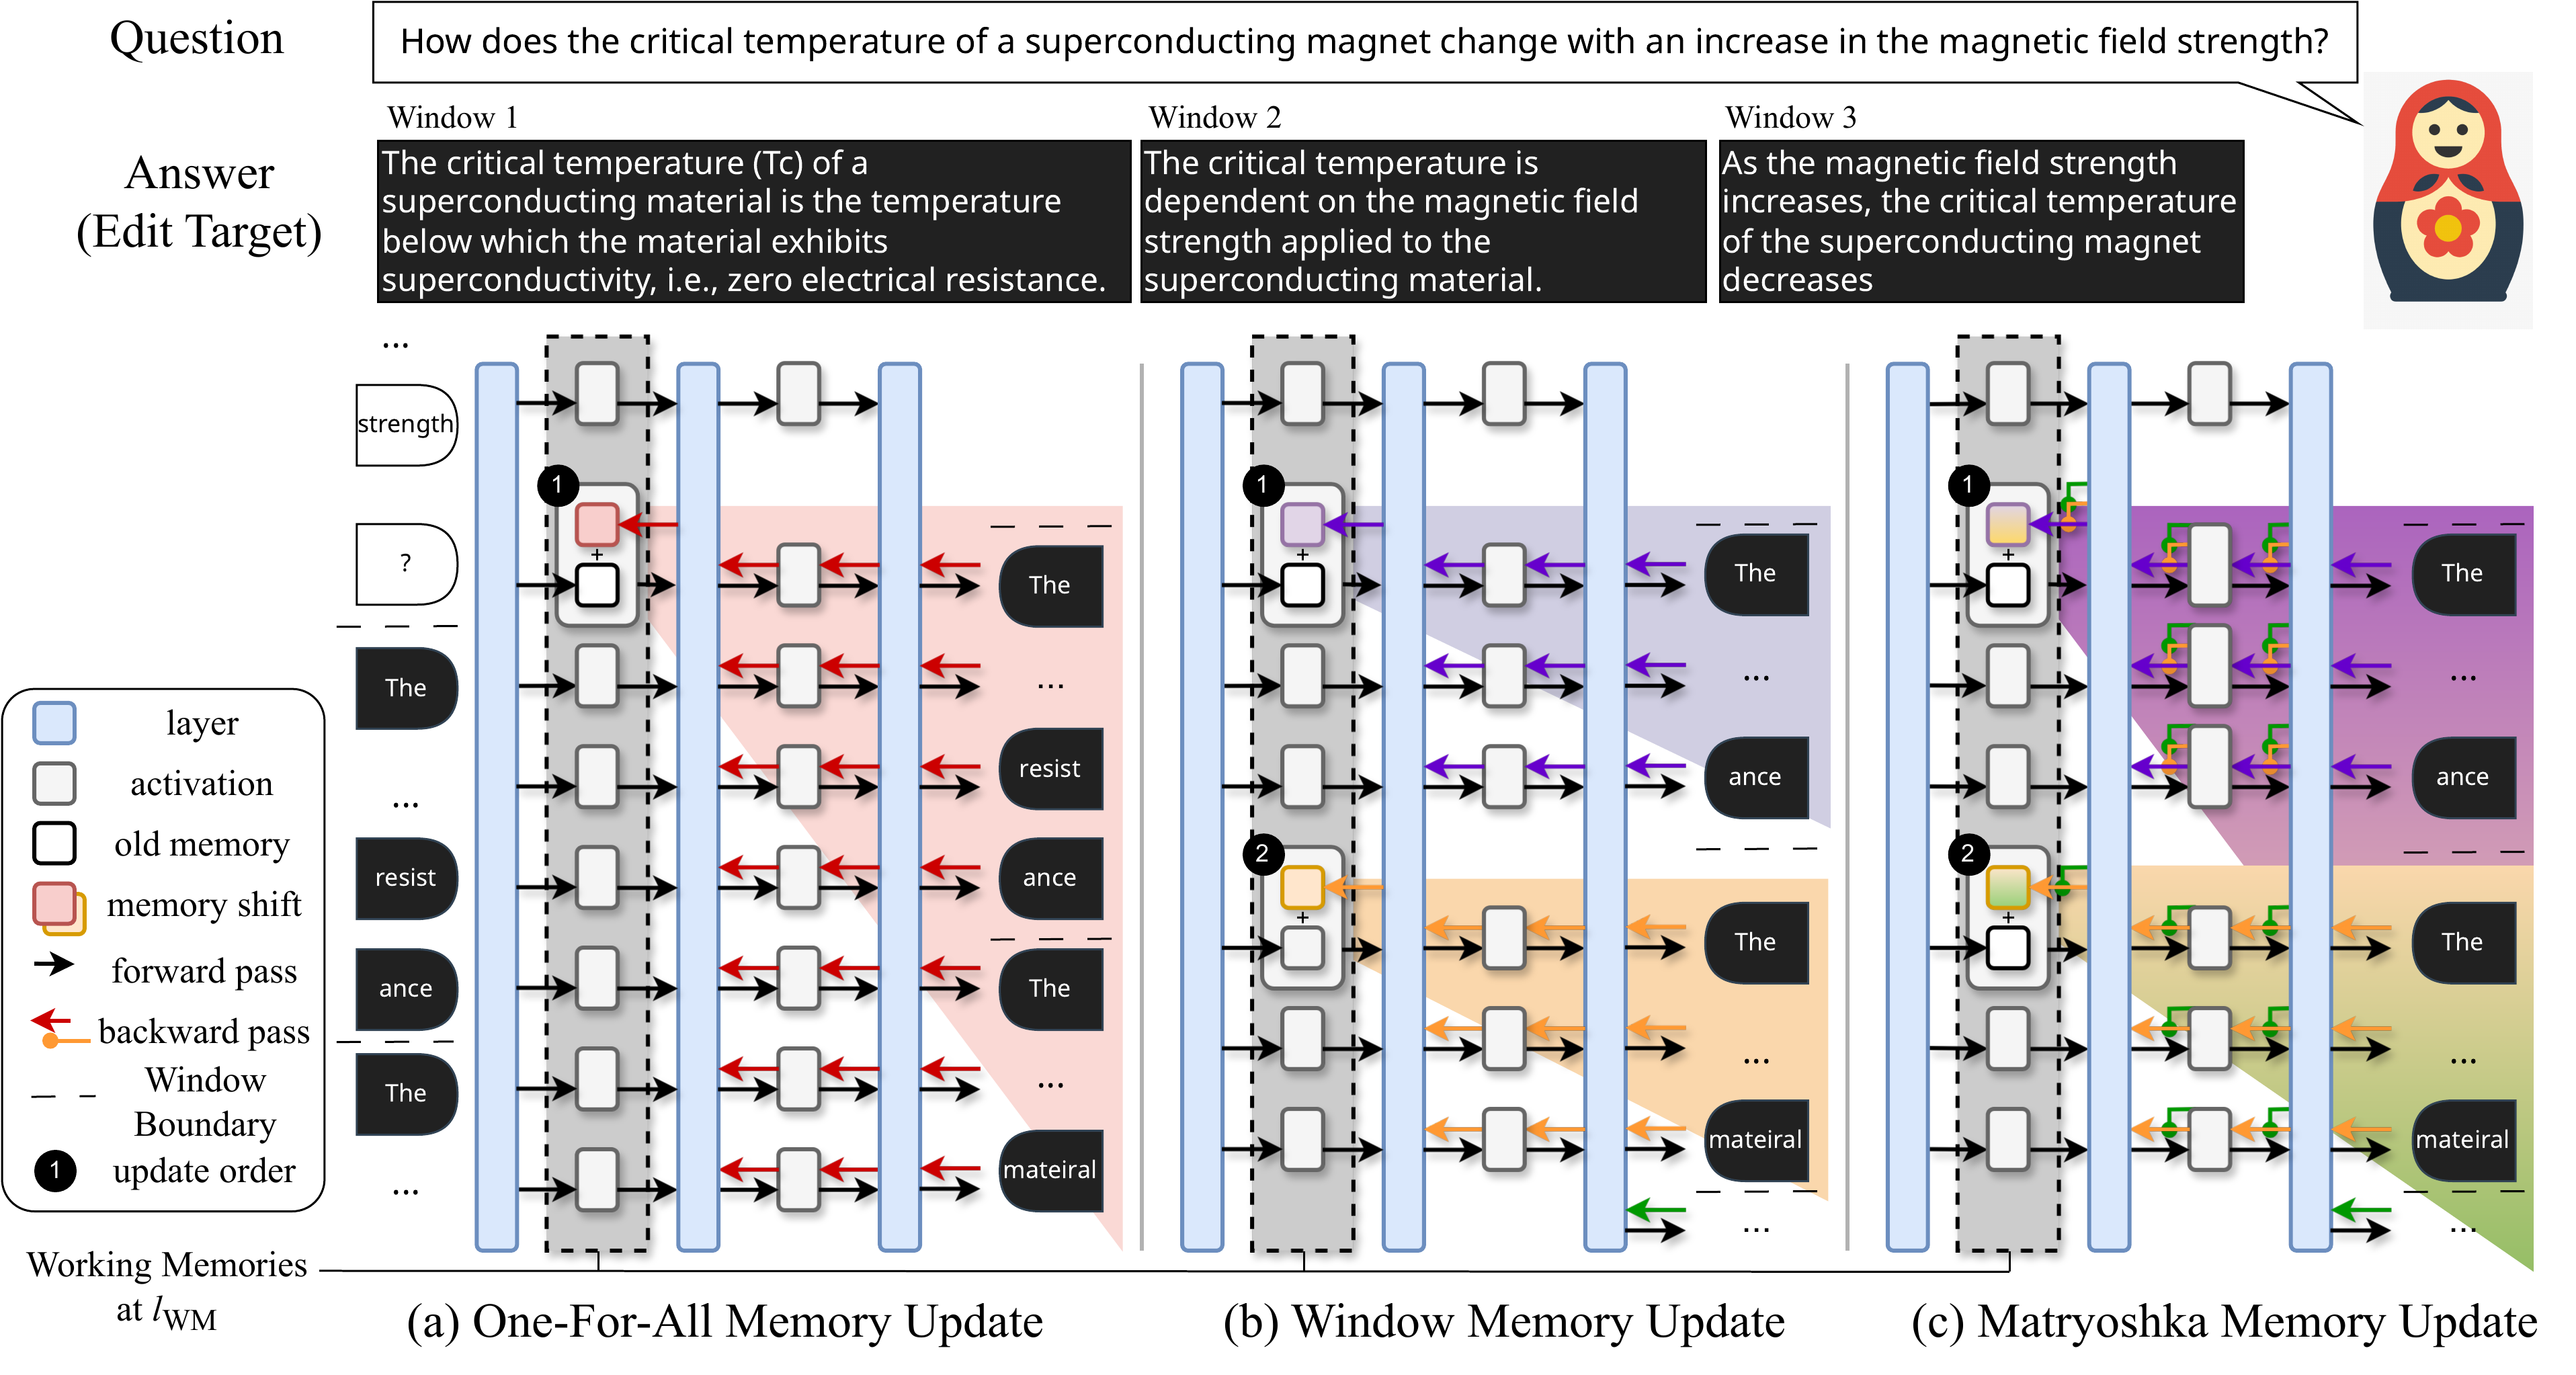 Question
How does the critical temperature of a superconducting magnet change with an increase in the magnetic field strength?
Answer
(Edit Target)
Window 1
The critical temperature (Tc) of a
superconducting material is the temperature
below which the material exhibits
superconductivity, i.e., zero electrical resistance.
Window 2
The critical temperature is
dependent on the magnetic field
strength applied to the
superconducting material.
Window 3
As the magnetic field strength
increases, the critical temperature
of the superconducting magnet
decreases
...
strength
?
The
...
resist
ance
The
...
layer
activation
old memory
memory shift
forward pass
backward pass
Window
Boundary
1 update order
Working Memories
at lWM
1
+
The
...
resist
ance
The
...
mateiral
(a) One-For-All Memory Update
1
+
The
...
ance
2
+
The
...
mateiral
...
(b) Window Memory Update
1
+
The
...
ance
2
+
The
...
mateiral
...
(c) Matryoshka Memory Update